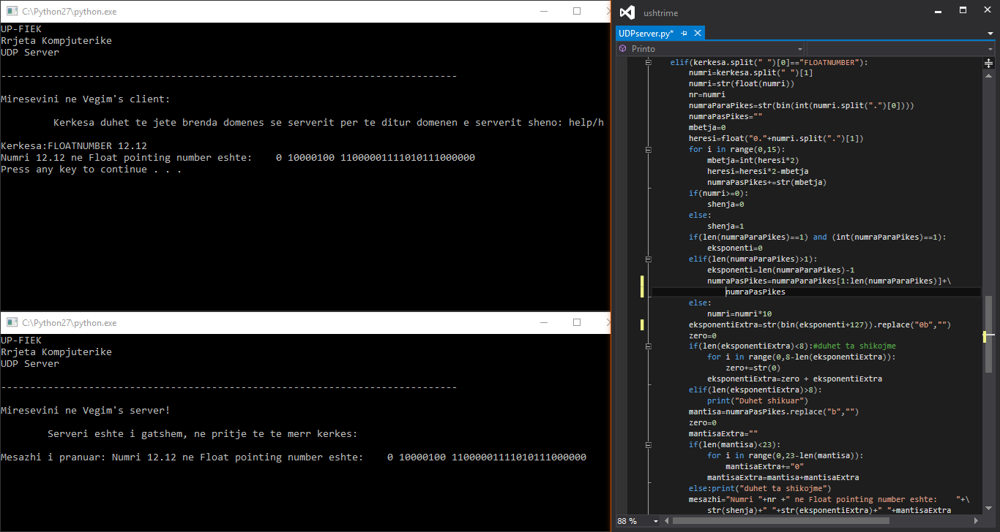 C:\Python27\python.exe
UP-FIEK
Rrjeta Kompjuterike
UDP Server
------------------------------------------------------------------------------
Miresevini ne Vegim's client:
Kerkesa duhet te jete brenda domenes se serverit per te ditur domenen e serverit sheno: help/h
Kerkesa:FLOATNUMBER 12.12
Numri 12.12 ne Float pointing number eshte:    0 10000100 11000001111010111000000
Press any key to continue . . .
C:\Python27\python.exe
UP-FIEK
Rrjeta Kompjuterike
UDP Server
------------------------------------------------------------------------------
Miresevini ne Vegim's server!
Serveri eshte i gatshem, ne pritje te te merr kerkes:
Mesazhi i pranuar: Numri 12.12 ne Float pointing number eshte:    0 10000100 11000001111010111000000
ushtrime
UDPserver.py*
Printo
elif(kerkesa.split(" ")[0]=="FLOATNUMBER"):
numri=kerkesa.split(" ")[1]
numri=str(float(numri))
nr=numri
numraParaPikes=str(bin(int(numri.split(".")[0])))
numraPasPikes=""
mbetja=0
heresi=float("0."+numri.split(".")[1])
for i in range(0,15):
mbetja=int(heresi*2)
heresi=heresi*2-mbetja
numraPasPikes+=str(mbetja)
if(numri>=0):
shenja=0
else:
shenja=1
if(len(numraParaPikes)==1) and (int(numraParaPikes)==1):
eksponenti=0
elif(len(numraParaPikes)>1):
eksponenti=len(numraParaPikes)-1
numraPasPikes=numraParaPikes[1:len(numraParaPikes)]+\
numraPasPikes
else:
numri=numri*10
eksponentiExtra=str(bin(eksponenti+127)).replace("0b","")
zero=0
if(len(eksponentiExtra)<8):#duhet ta shikojme
for i in range(0,8-len(eksponentiExtra)):
zero+=str(0)
eksponentiExtra=zero + eksponentiExtra
elif(len(eksponentiExtra)>8):
print("Duhet shikuar")
mantisa=numraPasPikes.replace("b","")
zero=0
mantisaExtra=""
if(len(mantisa)<23):
for i in range(0,23-len(mantisa)):
mantisaExtra+="0"
mantisaExtra=mantisa+mantisaExtra
else:print("duhet ta shikojme")
mesazhi="Numri "+nr +" ne Float pointing number eshte:    "+\
str(shenja)+" "+str(eksponentiExtra)+" "+mantisaExtra
88 %